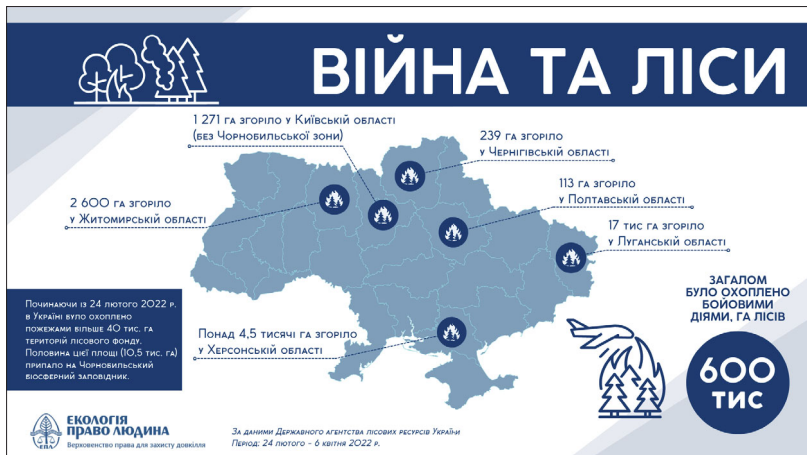 ВІЙНА ТА ЛІСИ
1 271 га згоріло у Київській області
(без Чорнобильської зони)
239 га згоріло
у Чернігівській області
2 600 га згоріло
у Житомирській області
113 га згоріло
у Полтавській області
17 тис га згоріло
у Луганській області
Понад 4,5 тисячі га згоріло
у Херсонській області
Починаючи із 24 лютого 2022 р.
в Україні було охоплено
пожежами вільше 40 тис. га
територій лісового фонду.
Половина цієї площі (10,5 тис. га)
припало на Чорнобильський
біосферний заповідник.
ЗАГАЛОМ
БУЛО ОХОПЛЕНО
БОЙОВИМИ
ДІЯМИ, ГА ЛІСІВ
600
ТИС
ЕПЛ
ЕКОЛОГІЯ
ПРАВО ЛЮДИНА
Верховенство права для захисту довкілля
За даними Державного агентства лісових ресурсів України
Період: 24 лютого - 6 квітня 2022 р.